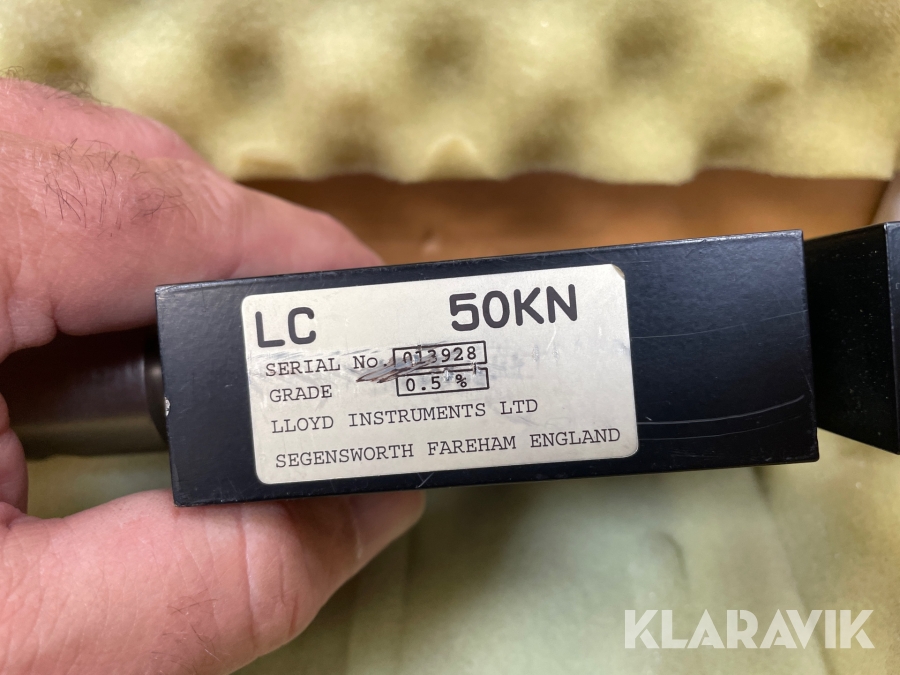 LC 50KN
SERIAL No. 013928
GRADE 0.5 %
LLOYD INSTRUMENTS LTD
SEGENSWORTH FAREHAM ENGLAND
KLARAVIK